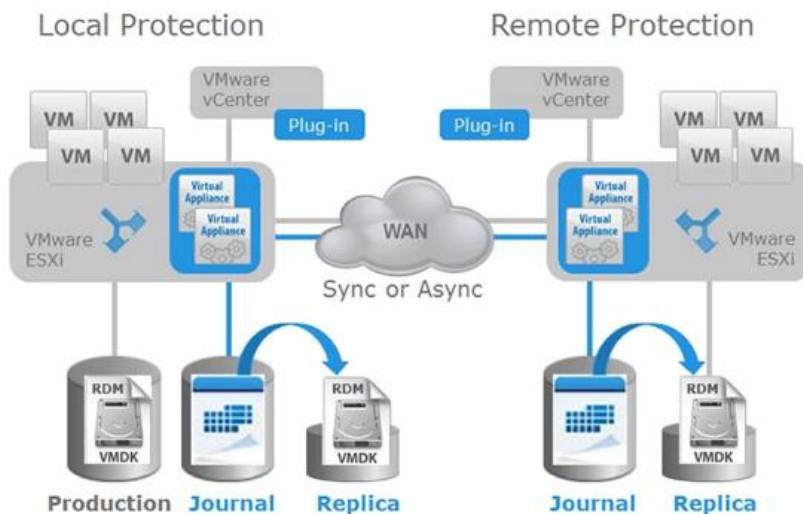 Local Protection
Remote Protection
VMware
vCenter
Plug-in
VMware
vCenter
Plug-in
VM
VM
VM
VM
VM
VM
VM
VM
Virtual
Appliance
Virtual
Appliance
VMware
ESXi
WAN
Sync or Async
Virtual
Appliance
Virtual
Appliance
VMware
ESXi
RDM
VMDK
RDM
VMDK
RDM
VMDK
Production
Journal
Replica
Journal
Replica